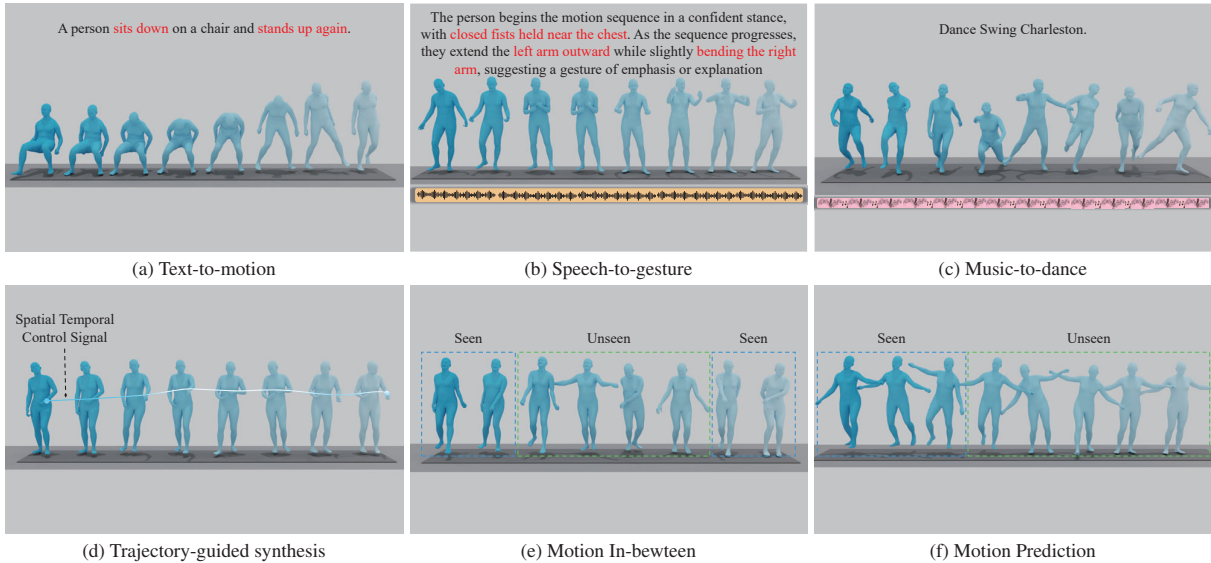 A person sits down on a chair and stands up again.
The person begins the motion sequence in a confident stance,
with closed fists held near the chest. As the sequence progresses,
they extend the left arm outward while slightly bending the right
arm, suggesting a gesture of emphasis or explanation
Dance Swing Charleston.
(a) Text-to-motion
(b) Speech-to-gesture
(c) Music-to-dance
Spatial Temporal
Control Signal
Seen
Unseen
Seen
Seen
Unseen
(d) Trajectory-guided synthesis
(e) Motion In-bewteen
(f) Motion Prediction